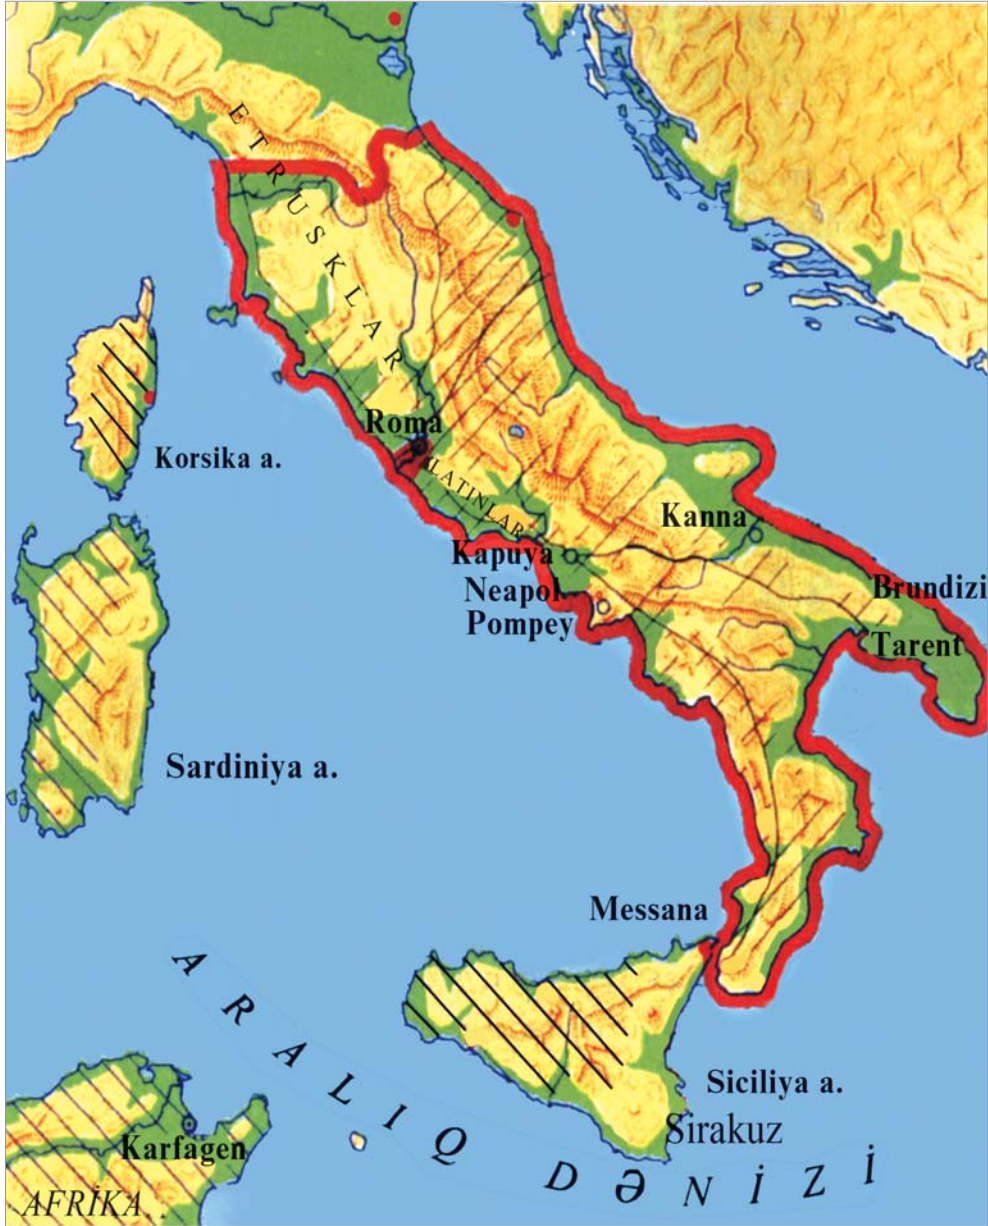 ETRUSKLAR
Roma
Korsika a.
LATINLAR
Kanna
Kapuya
Neapol
Brundizi
Pompey
Tarent
Sardiniya a.
Messana
ARALIQ DƏNİZİ
Siciliya a.
Sirakuz
Karfagen
AFRİKA